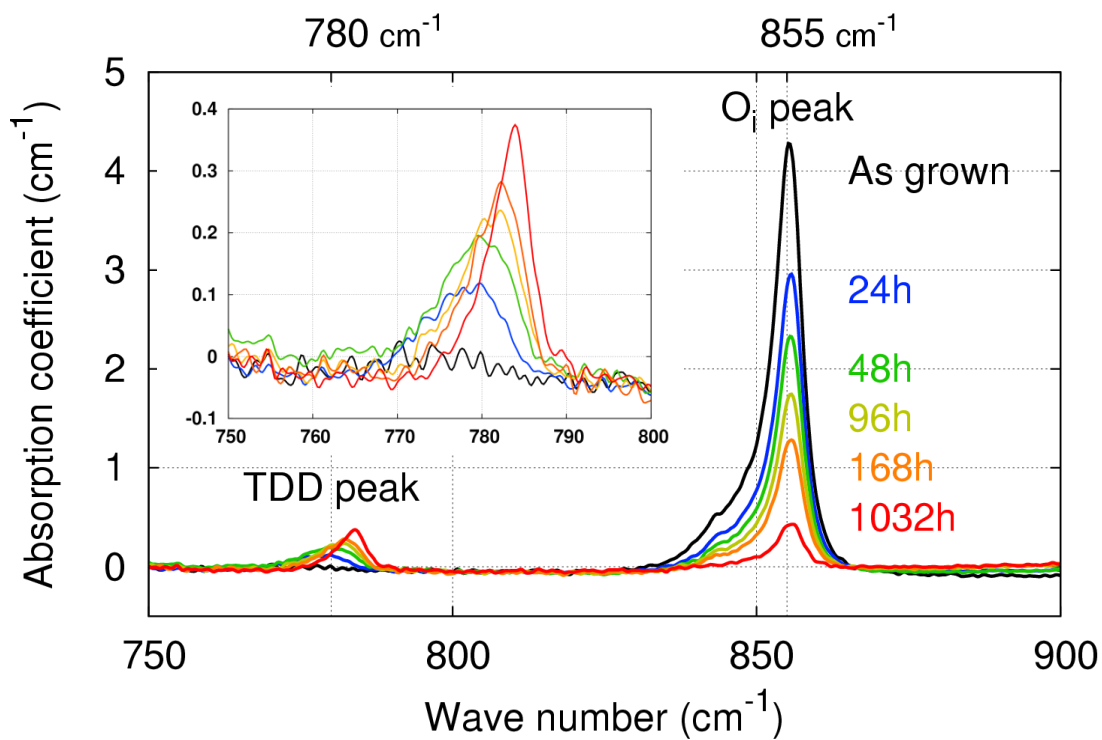 780 cm-1 855 cm-1
Absorption coefficient (cm-1)
5
4
3
2
1
0
0.4
0.3
0.2
0.1
0
-0.1
750 760 770 780 790 800
TDD peak
Oi peak
As grown
24h
48h
96h
168h
1032h
750 800 850 900
Wave number (cm-1)